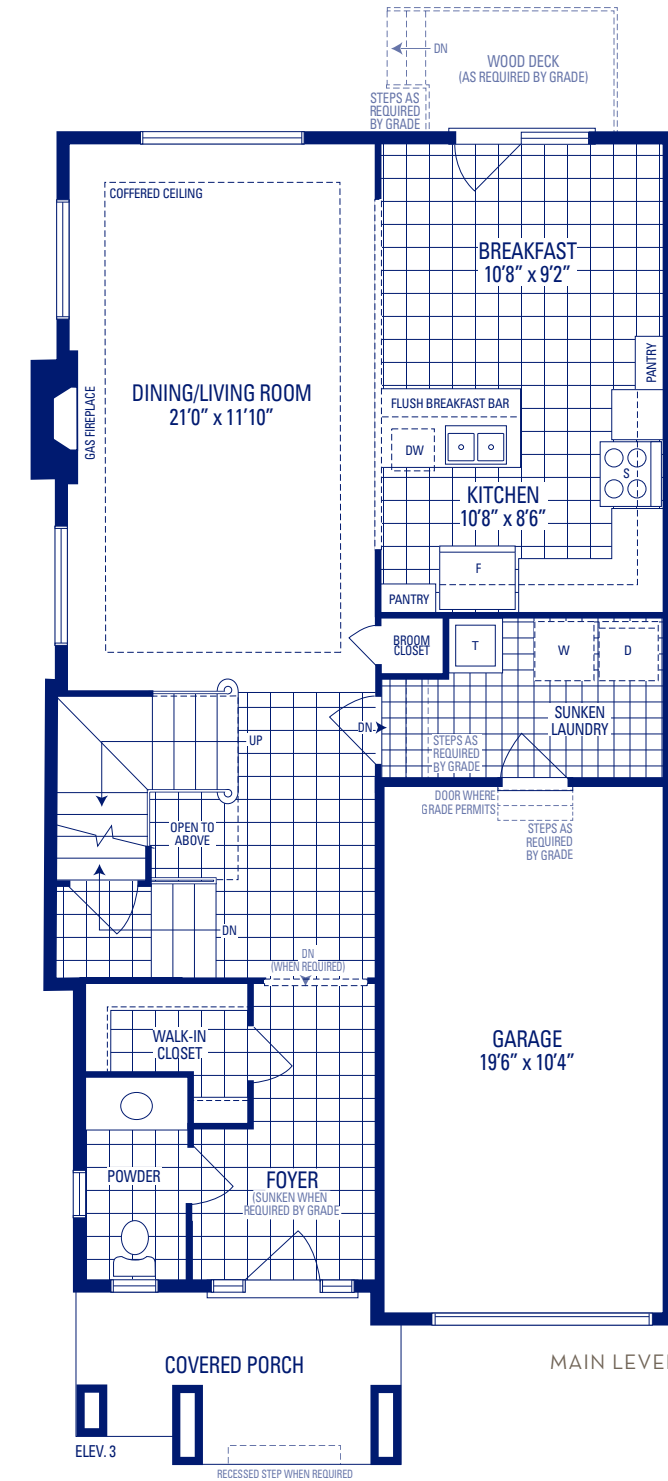 DN
WOOD DECK
(AS REQUIRED BY GRADE)
STEPS AS
REQUIRED
BY GRADE
COFFERED CEILING
BREAKFAST
10'8" x 9'2"
PANTRY
DINING/LIVING ROOM
21'0" x 11'10"
GAS FIREPLACE
FLUSH BREAKFAST BAR
DW
S
KITCHEN
10'8" x 8'6"
F
PANTRY
BROOM
CLOSET
T
W
D
SUNKEN
LAUNDRY
DN
STEPS AS
REQUIRED
BY GRADE
UP
OPEN TO
ABOVE
DOOR WHERE
GRADE PERMITS
STEPS AS
REQUIRED
BY GRADE
DN
DN
(WHEN REQUIRED)
WALK-IN
CLOSET
GARAGE
19'6" x 10'4"
POWDER
FOYER
(SUNKEN WHEN
REQUIRED BY GRADE
COVERED PORCH
MAIN LEVEL
ELEV. 3
RECESSED STEP WHEN REQUIRED